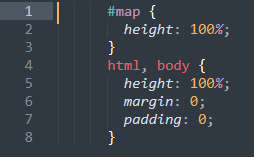 1 #map {
2 height: 100%;
3 }
4 html, body {
5 height: 100%;
6 margin: 0;
7 padding: 0;
8 }